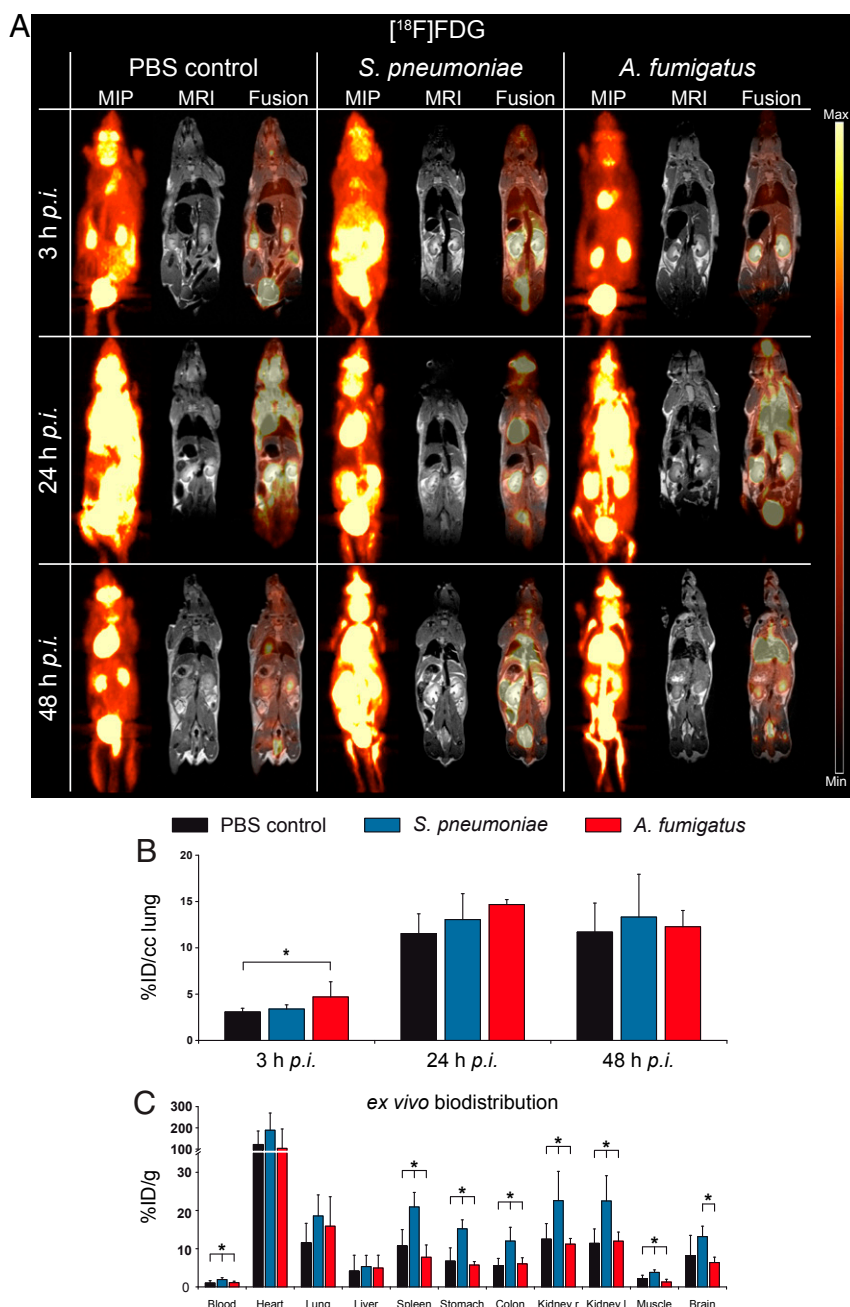 A
[¹⁸F]FDG
PBS control S. pneumoniae A. fumigatus
MIP MRI Fusion MIP MRI Fusion MIP MRI Fusion
Max
3 h p.i.
24 h p.i.
48 h p.i.
Min
PBS control S. pneumoniae A. fumigatus
B
20
15
10
5
0
%ID/cc lung
*
3 h p.i. 24 h p.i. 48 h p.i.
C
ex vivo biodistribution
300
200
100
30
20
10
0
%ID/g
* * * * * * * *
Blood Heart Lung Liver Spleen Stomach Colon Kidney r Kidney l Muscle Brain